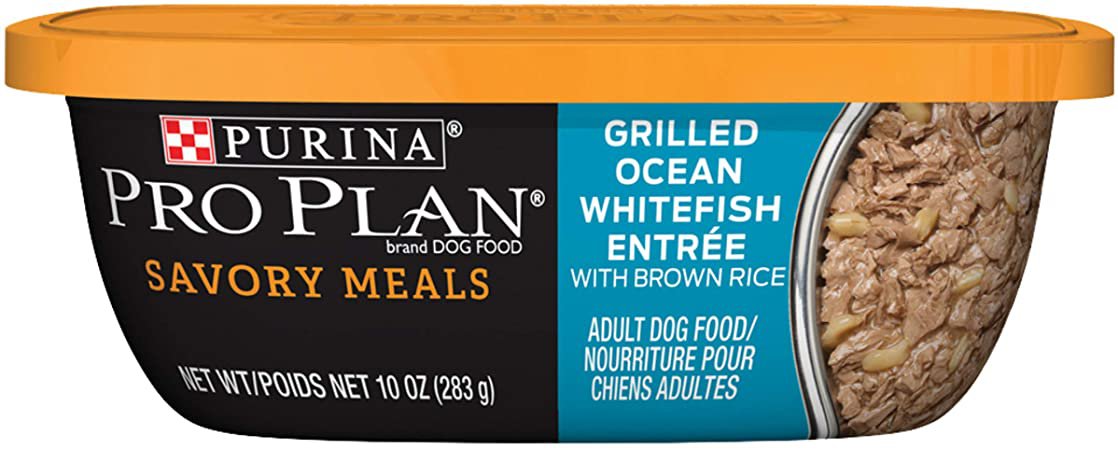 PURINA®
PRO PLAN®
brand DOG FOOD
SAVORY MEALS
NET WT/POIDS NET 10 OZ (283 g)
GRILLED
OCEAN
WHITEFISH
ENTRÉE
WITH BROWN RICE
ADULT DOG FOOD/
NOURRITURE POUR
CHIENS ADULTES